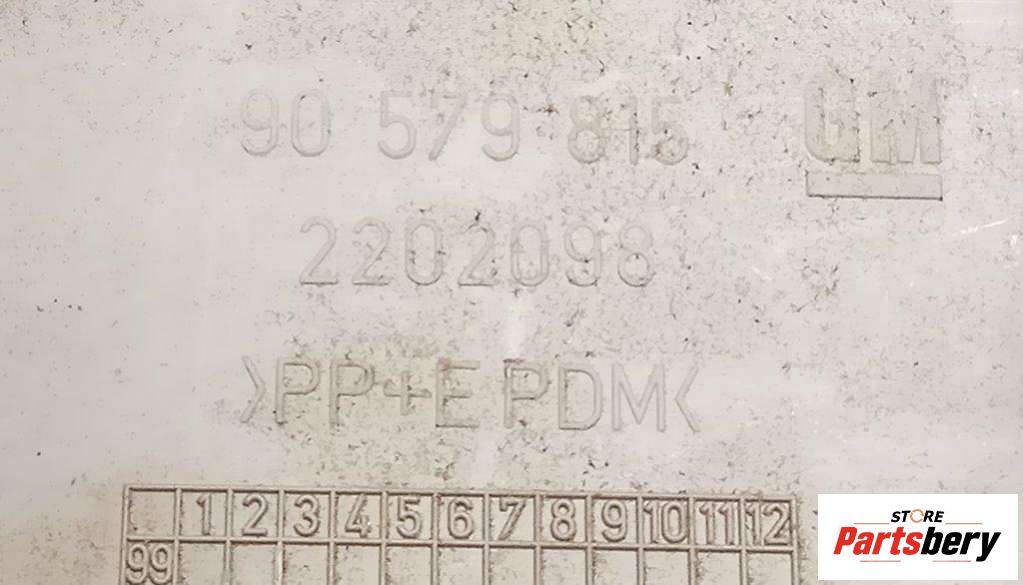 90 579 815 GM
2202098
>PP+EPDM<
1 2 3 4 5 6 7 8 9 10 11 12
99
STORE
Partsbery